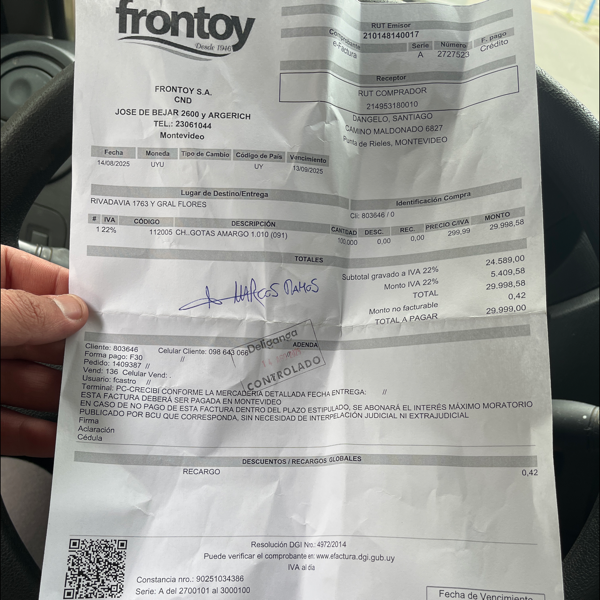 frontoy
Desde 1940
FRONTOY S.A.
CND
JOSE DE BEJAR 2600 y ARGERICH
TEL.: 23061044
Montevideo
RUT Emisor
210148140017
Comprobante Serie Número F. pago
e-Factura A 2727523 Crédito
Receptor
RUT COMPRADOR
214953180010
DANGELO, SANTIAGO
CAMINO MALDONADO 6827
Punta de Rieles, MONTEVIDEO
Fecha Moneda Tipo de Cambio Código de País Vencimiento
14/08/2025 UYU UY 13/09/2025
Lugar de Destino/Entrega
RIVADAVIA 1763 Y GRAL FLORES
Identificación Compra
Cli: 803646 / 0
# IVA CÓDIGO DESCRIPCIÓN CANTIDAD DESC. REC. PRECIO C/IVA MONTO
1 22% 112005 CH..GOTAS AMARGO 1.010 (091) 100,000 0,00 0,00 299,99 29.998,58
TOTALES
Subtotal gravado a IVA 22% 24.589,00
Monto IVA 22% 5.409,58
TOTAL 29.998,58
Monto no facturable 0,42
TOTAL A PAGAR 29.999,00
MARCOS RAMOS
ADENDA
Deliganza
CONTROLADO
Cliente: 803646 , Celular Cliente: 098 643 066
Forma pago: F30 //
Pedido: 1409387 //
Vend: 136 Celular Vend: .
Usuario: fcastro //
Terminal: PC-CRECIBI CONFORME LA MERCADERIA DETALLADA FECHA ENTREGA: //
ESTA FACTURA DEBERÁ SER PAGADA EN MONTEVIDEO
EN CASO DE NO PAGO DE ESTA FACTURA DENTRO DEL PLAZO ESTIPULADO, SE ABONARÁ EL INTERÉS MÁXIMO MORATORIO
PUBLICADO POR BCU QUE CORRESPONDA, SIN NECESIDAD DE INTERPELACIÓN JUDICIAL NI EXTRAJUDICIAL
Firma
Aclaración
Cédula
DESCUENTOS / RECARGOS GLOBALES
RECARGO 0,42
Resolución DGI Nro.: 4972/2014
Puede verificar el comprobante en: www.efactura.dgi.gub.uy
IVA al día
Constancia nro.: 90251034386
Serie: A del 2700101 al 3000100
Fecha de Vencimiento